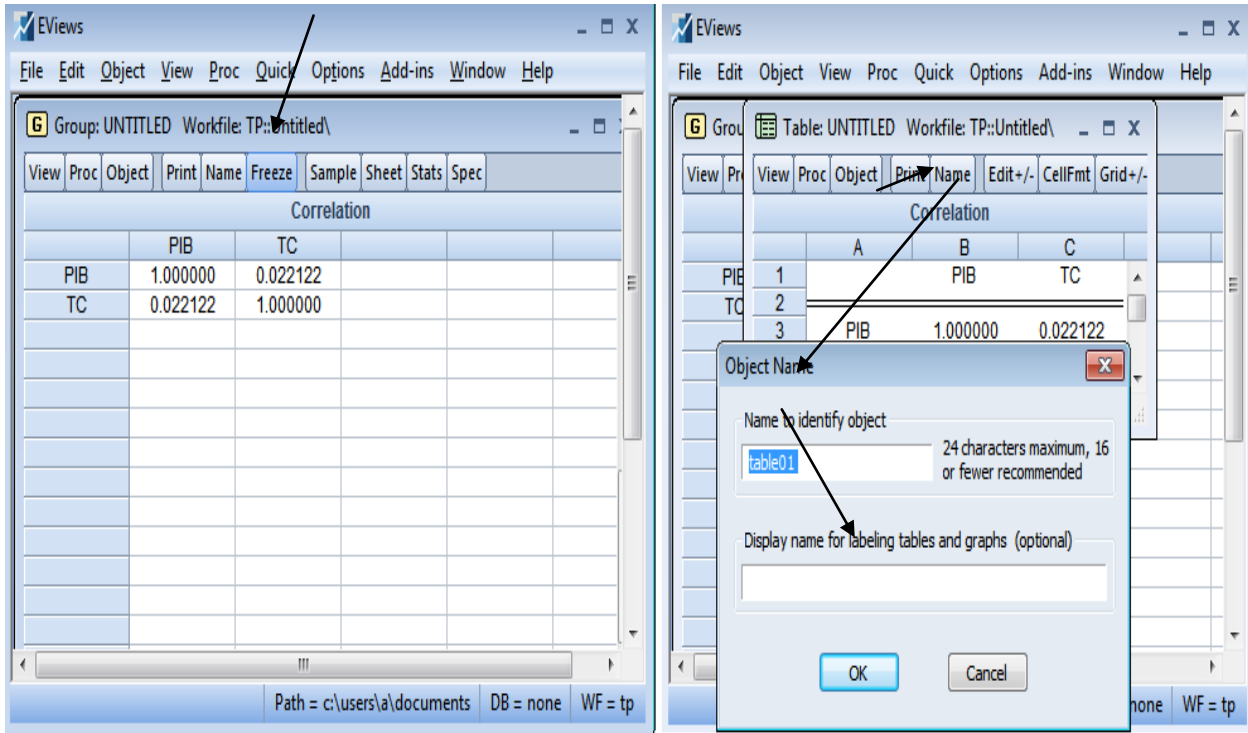 EViews
File Edit Object View Proc Quick Options Add-ins Window Help
G Group: UNTITLED Workfile: TP::Untitled\
View Proc Object Print Name Freeze Sample Sheet Stats Spec
Correlation
PIB TC
PIB 1.000000 0.022122
TC 0.022122 1.000000
Path = c:\users\a\documents DB = none WF = tp
EViews
File Edit Object View Proc Quick Options Add-ins Window Help
G Grou
Table: UNTITLED Workfile: TP::Untitled\
View Pr
View Proc Object Print Name Edit+/- CellFmt Grid+/-
Correlation
A B C
PIB
TC
1 PIB TC
2
3 PIB 1.000000 0.022122
Object Name
Name to identify object
table01
24 characters maximum, 16
or fewer recommended
Display name for labeling tables and graphs (optional)
OK Cancel
none WF = tp